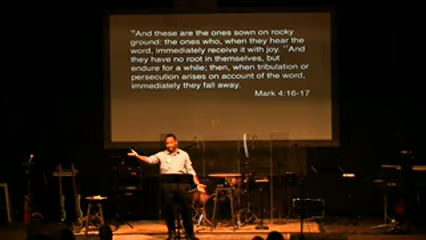 ¹⁶And these are the ones sown on rocky
ground: the ones who, when they hear the
word, immediately receive it with joy. ¹⁷And
they have no root in themselves, but
endure for a while; then, when tribulation or
persecution arises on account of the word,
immediately they fall away.
Mark 4:16-17